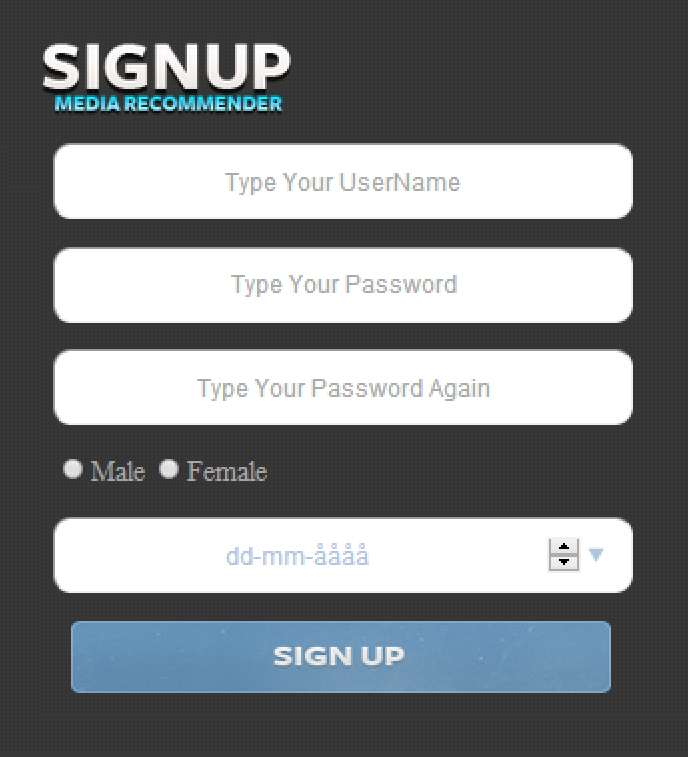 SIGNUP
MEDIA RECOMMENDER
Type Your UserName
Type Your Password
Type Your Password Again
Male Female
dd-mm-åååå
SIGN UP